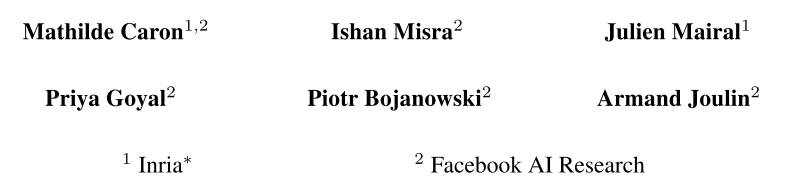 Mathilde Caron¹,² Ishan Misra² Julien Mairal¹
Priya Goyal² Piotr Bojanowski² Armand Joulin²
¹ Inria* ² Facebook AI Research